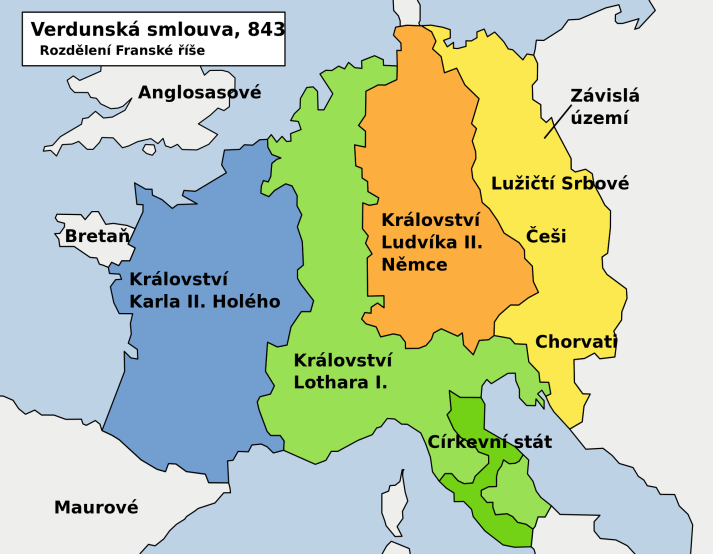 Verdunská smlouva, 843
Rozdělení Franské říše
Anglosasové
Závislá
území
Lužičtí Srbové
Království
Ludvíka II.
Němce
Češi
Bretaň
Království
Karla II. Holého
Chorvati
Království
Lothara I.
Církevní stát
Maurové